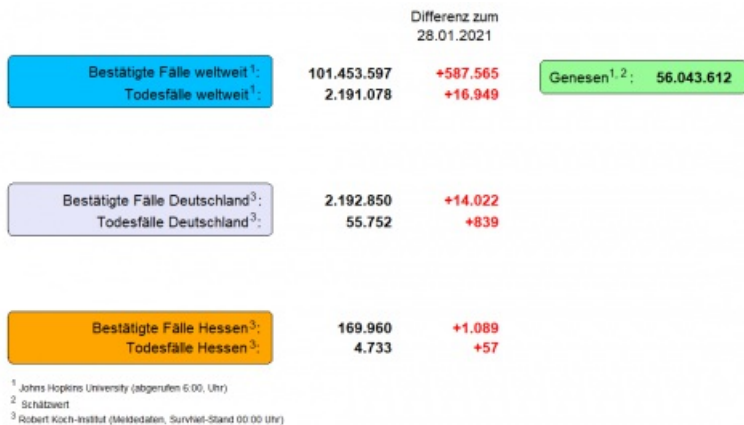 Differenz zum
28.01.2021
Bestätigte Fälle weltweit1: 101.453.597 +587.565 Genesen1, 2: 56.043.612
Todesfälle weltweit1: 2.191.078 +16.949
Bestätigte Fälle Deutschland3: 2.192.850 +14.022
Todesfälle Deutschland3: 55.752 +839
Bestätigte Fälle Hessen3: 169.960 +1.089
Todesfälle Hessen3: 4.733 +57
1 Johns Hopkins University (abgerufen 6:00, Uhr)
2 Schätzwert
3 Robert Koch-Institut (Meldedaten, SurvNet-Stand 00:00 Uhr)